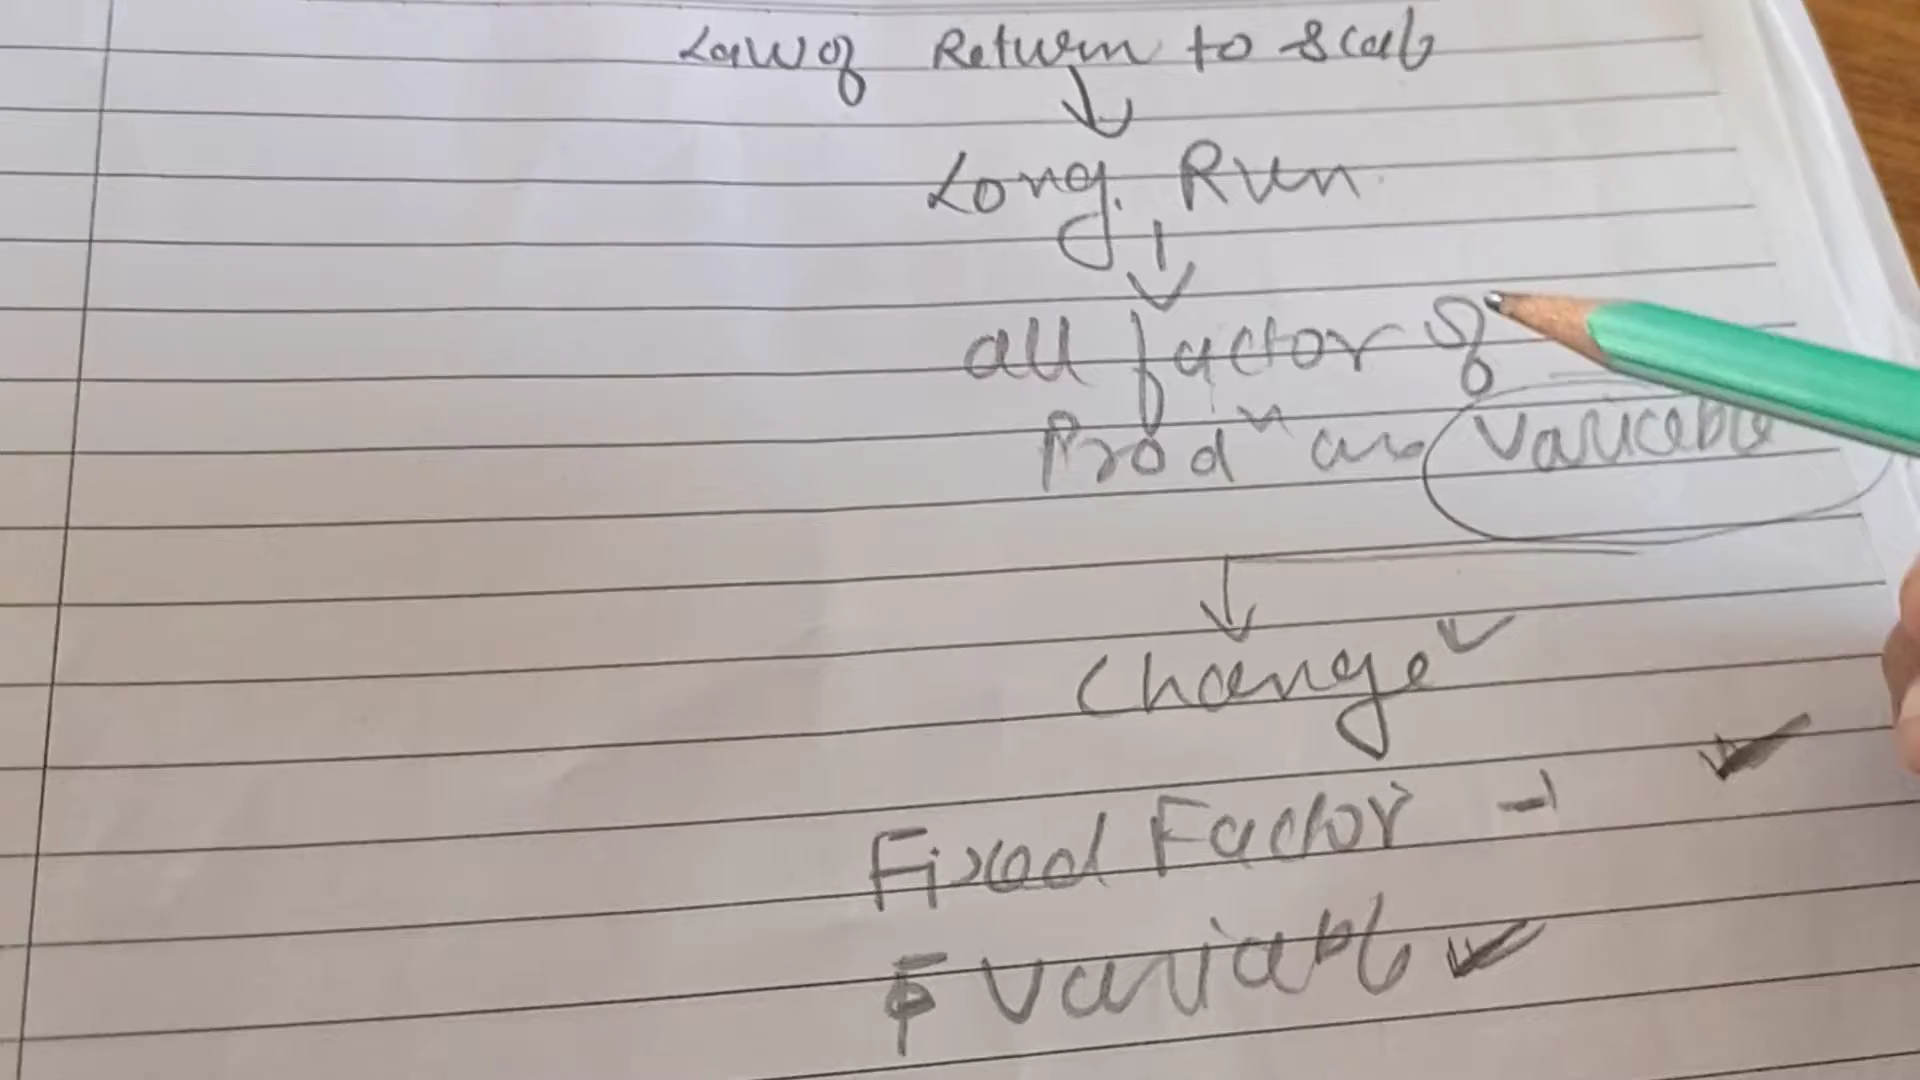 Law of Return to Scale
Long Run
all factor of
Prodⁿ are Variable
Change
Fixed Factor -
F Variable